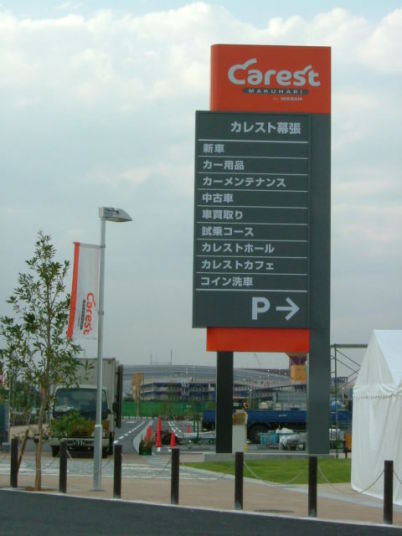 Carest
MAKUHARI
by NISSAN
カレスト幕張
新車
カー用品
カーメンテナンス
中古車
車買取り
試乗コース
カレストホール
カレストカフェ
コイン洗車
P→
Carest